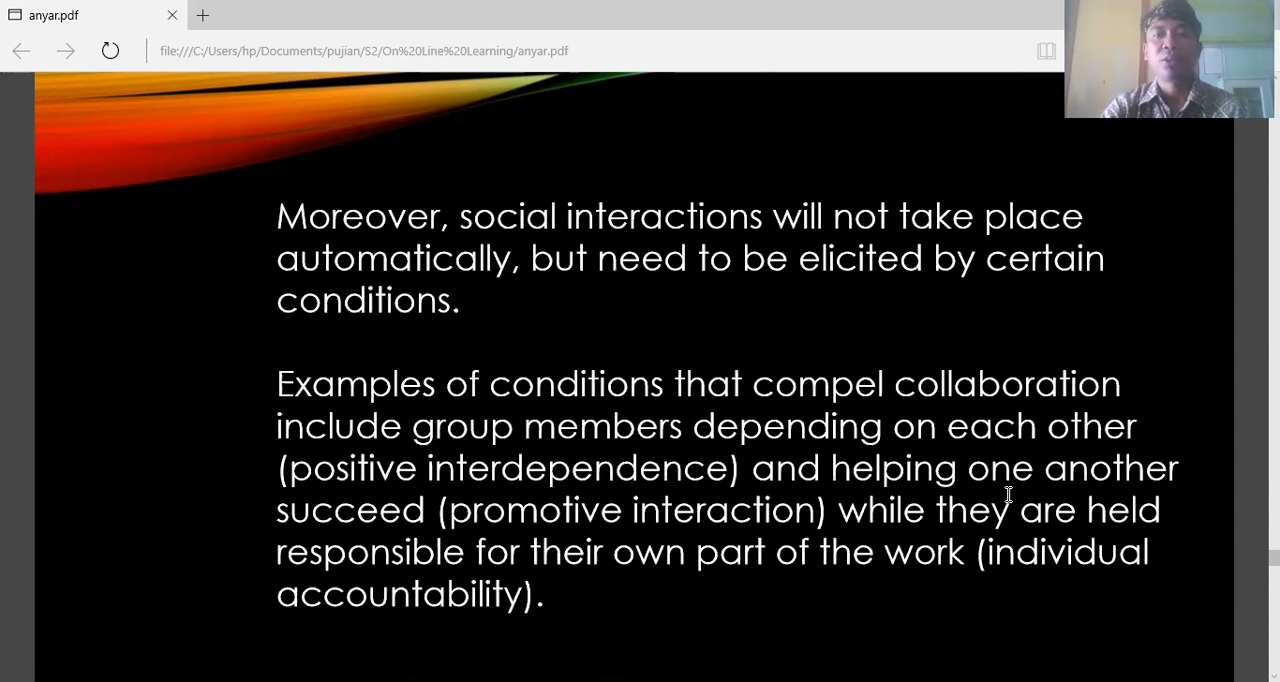 anyar.pdf
file:///C:/Users/hp/Documents/pujian/S2/On%20Line%20Learning/anyar.pdf
Moreover, social interactions will not take place
automatically, but need to be elicited by certain
conditions.
Examples of conditions that compel collaboration
include group members depending on each other
(positive interdependence) and helping one another
succeed (promotive interaction) while they are held
responsible for their own part of the work (individual
accountability).